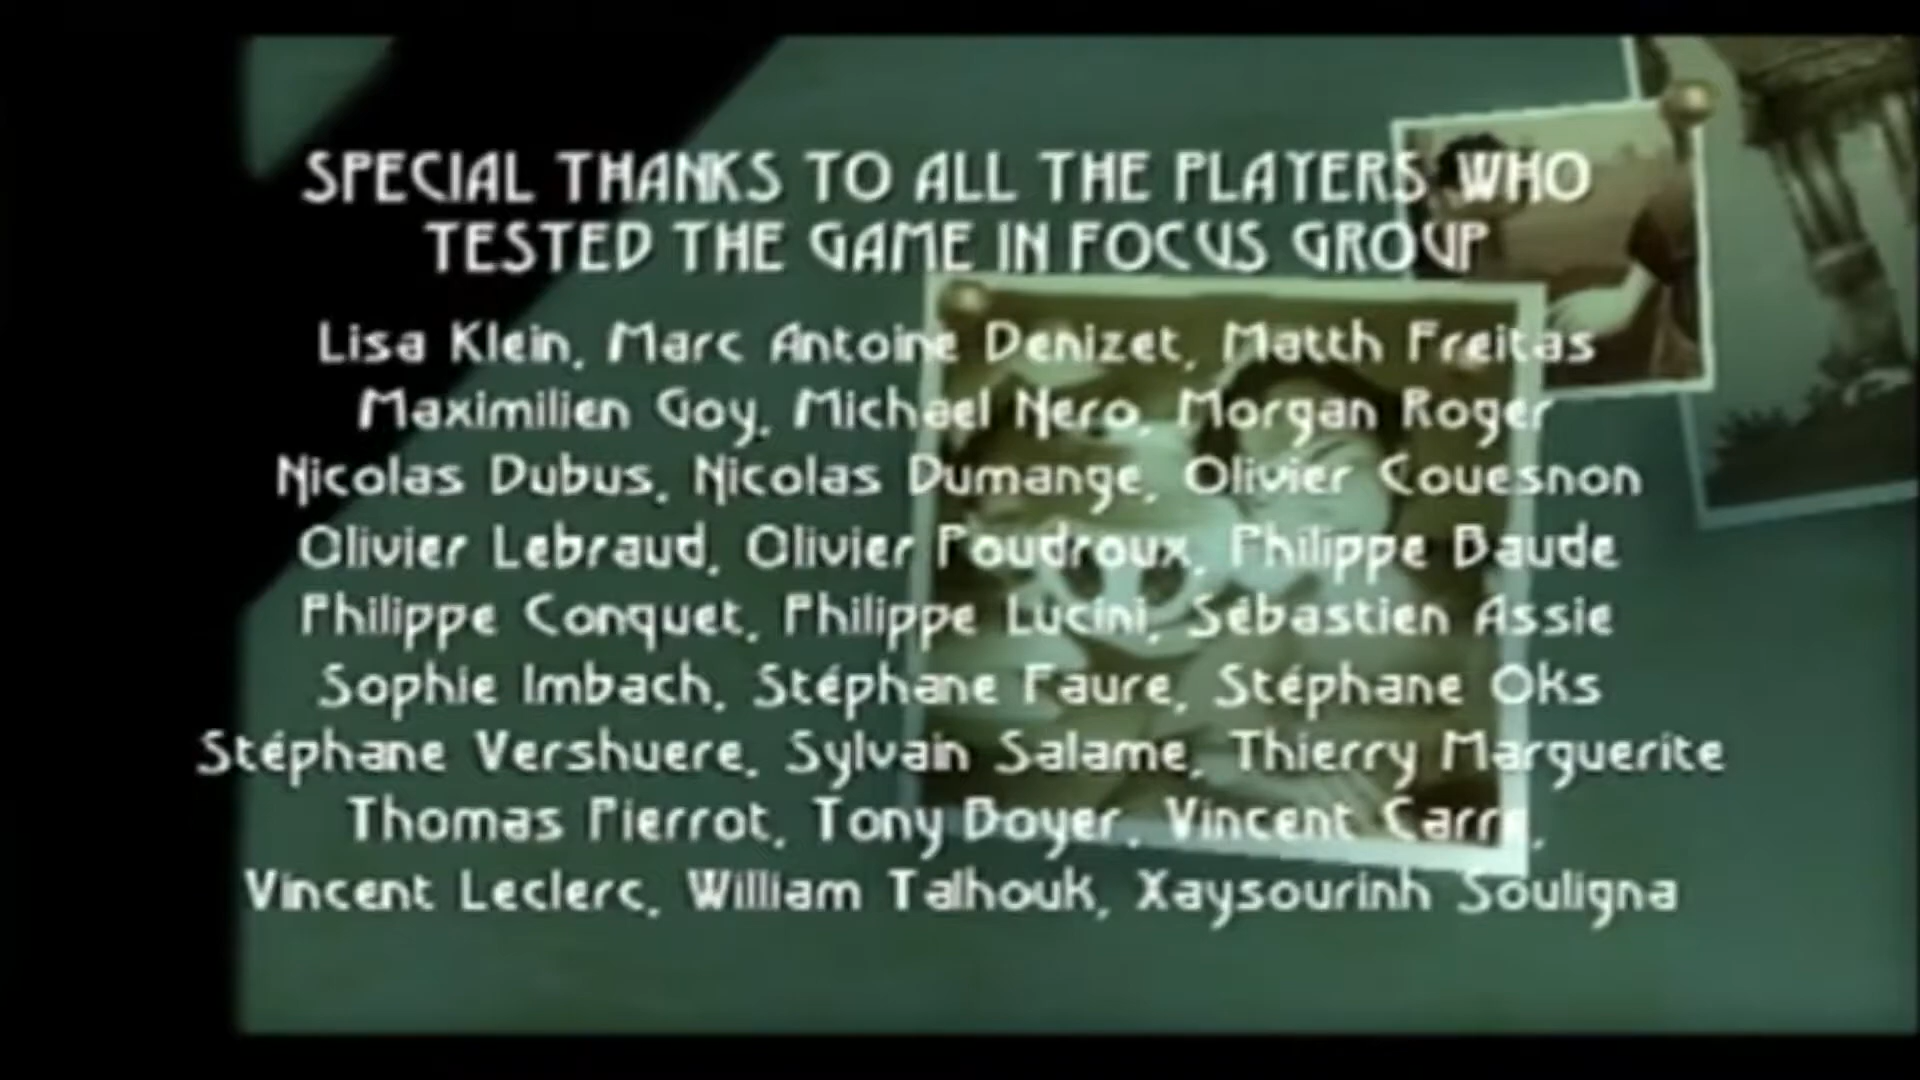 SPECIAL THANKS TO ALL THE PLAYERS WHO
TESTED THE GAME IN FOCUS GROUP
Lisa Klein, Marc Antoine Denizet, Matth Freitas
Maximilien Goy, Michael Nero, Morgan Roger
Nicolas Dubus, Nicolas Dumange, Olivier Couesnon
Olivier Lebraud, Olivier Poudroux, Philippe Baude
Philippe Conquet, Philippe Lucini, Sébastien Assie
Sophie Imbach, Stéphane Faure, Stéphane Oks
Stéphane Vershuere, Sylvain Salame, Thierry Marguerite
Thomas Pierrot, Tony Boyer, Vincent Carre,
Vincent Leclerc, William Talhouk, Xaysourinh Souligna